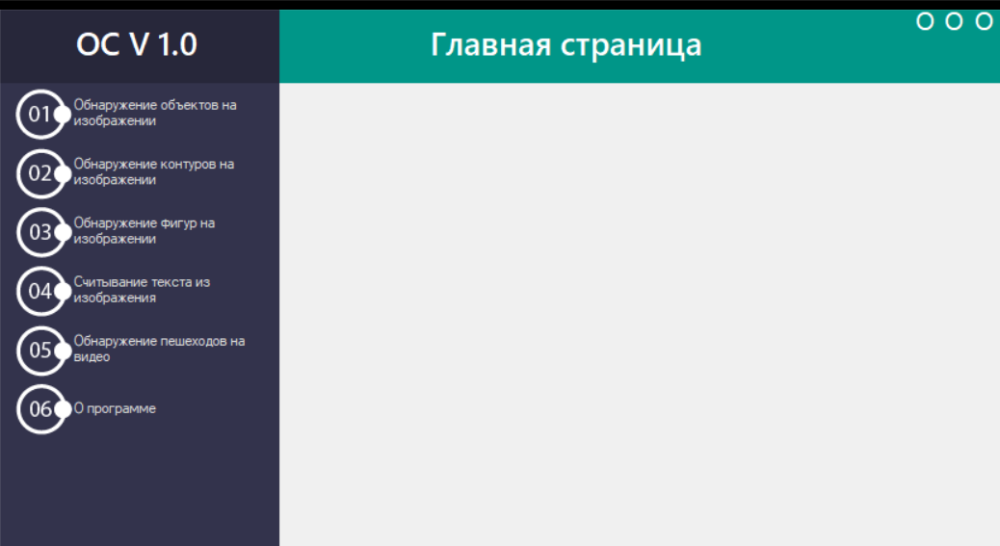 ОС V 1.0
Главная страница
O O O
01
Обнаружение объектов на
изображении
02
Обнаружение контуров на
изображении
03
Обнаружение фигур на
изображении
04
Считывание текста из
изображения
05
Обнаружение пешеходов на
видео
06
О программе